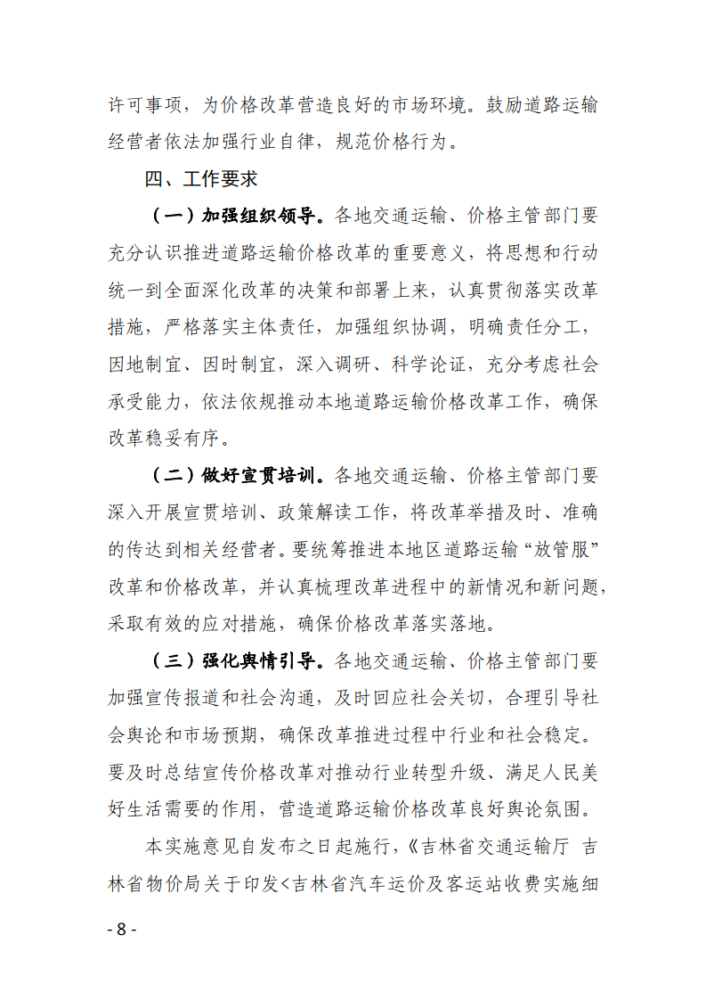 许可事项，为价格改革营造良好的市场环境。鼓励道路运输
经营者依法加强行业自律，规范价格行为。
四、工作要求
（一）加强组织领导。各地交通运输、价格主管部门要
充分认识推进道路运输价格改革的重要意义，将思想和行动
统一到全面深化改革的决策和部署上来，认真贯彻落实改革
措施，严格落实主体责任，加强组织协调，明确责任分工，
因地制宜、因时制宜，深入调研、科学论证，充分考虑社会
承受能力，依法依规推动本地道路运输价格改革工作，确保
改革稳妥有序。
（二）做好宣贯培训。各地交通运输、价格主管部门要
深入开展宣贯培训、政策解读工作，将改革举措及时、准确
的传达到相关经营者。要统筹推进本地区道路运输“放管服”
改革和价格改革，并认真梳理改革进程中的新情况和新问题，
采取有效的应对措施，确保价格改革落实落地。
（三）强化舆情引导。各地交通运输、价格主管部门要
加强宣传报道和社会沟通，及时回应社会关切，合理引导社
会舆论和市场预期，确保改革推进过程中行业和社会稳定。
要及时总结宣传价格改革对推动行业转型升级、满足人民美
好生活需要的作用，营造道路运输价格改革良好舆论氛围。
本实施意见自发布之日起施行，《吉林省交通运输厅 吉
林省物价局关于印发<吉林省汽车运价及客运站收费实施细
- 8 -